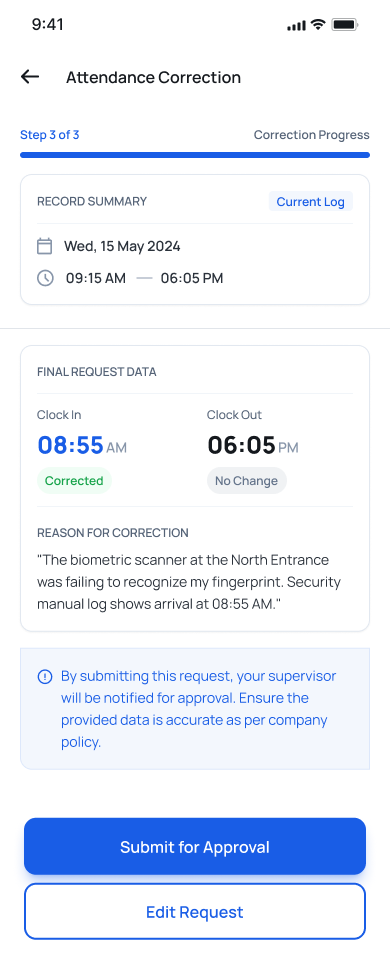 9:41
Attendance Correction
Step 3 of 3 Correction Progress
RECORD SUMMARY Current Log
Wed, 15 May 2024
09:15 AM — 06:05 PM
FINAL REQUEST DATA
Clock In Clock Out
08:55 AM 06:05 PM
Corrected No Change
REASON FOR CORRECTION
"The biometric scanner at the North Entrance
was failing to recognize my fingerprint. Security
manual log shows arrival at 08:55 AM."
By submitting this request, your supervisor
will be notified for approval. Ensure the
provided data is accurate as per company
policy.
Submit for Approval
Edit Request